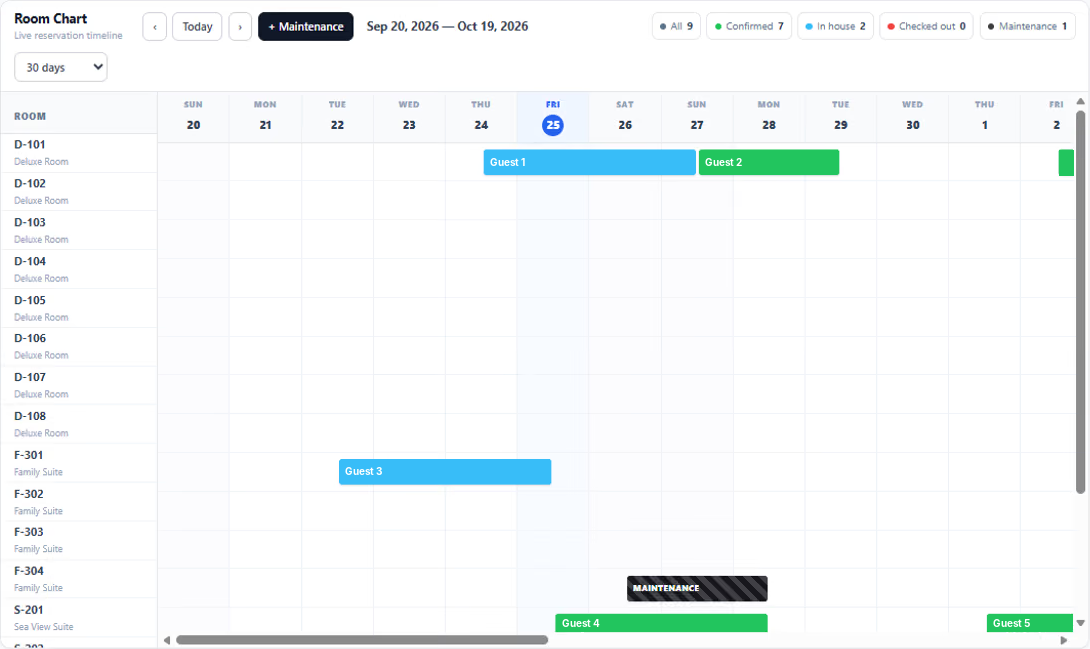 Room Chart
Live reservation timeline
‹ Today › + Maintenance Sep 20, 2026 — Oct 19, 2026
All 9 Confirmed 7 In house 2 Checked out 0 Maintenance 1
30 days
ROOM
SUN MON TUE WED THU FRI SAT SUN MON TUE WED THU FRI
20 21 22 23 24 25 26 27 28 29 30 1 2
D-101
Deluxe Room
Guest 1 Guest 2
D-102
Deluxe Room
D-103
Deluxe Room
D-104
Deluxe Room
D-105
Deluxe Room
D-106
Deluxe Room
D-107
Deluxe Room
D-108
Deluxe Room
F-301
Family Suite
Guest 3
F-302
Family Suite
F-303
Family Suite
F-304
Family Suite
MAINTENANCE
S-201
Sea View Suite
Guest 4 Guest 5